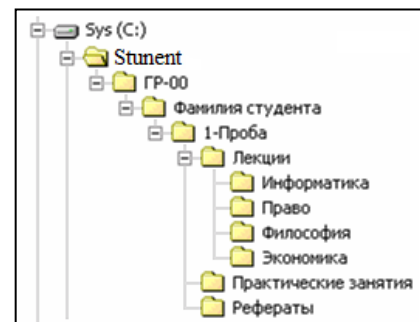 Sys (C:)
Stunent
ГР-00
Фамилия студента
1-Проба
Лекции
Информатика
Право
Философия
Экономика
Практические занятия
Рефераты